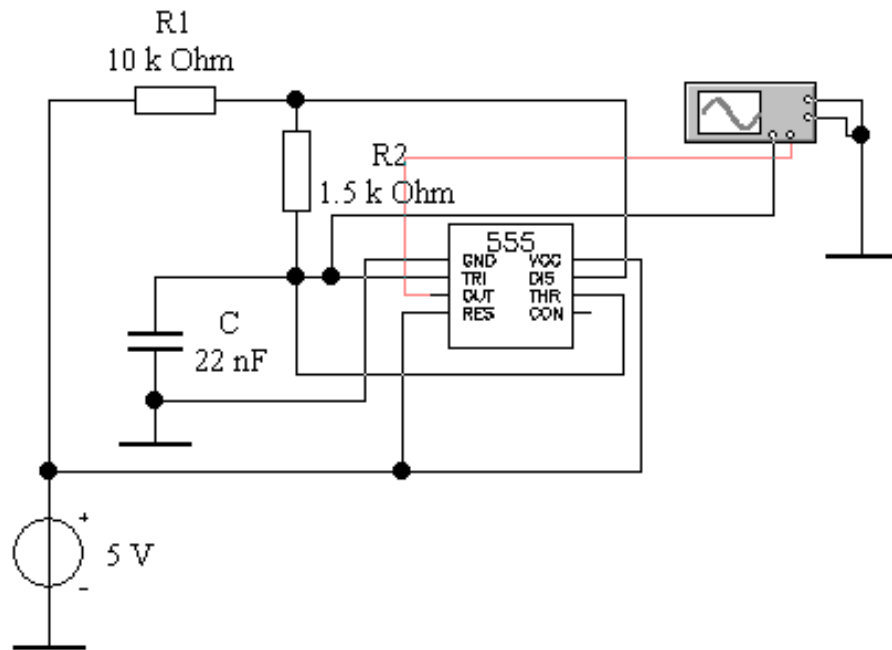 R1
10 k Ohm
R2
1.5 k Ohm
555
GND VCC
TRI DIS
OUT THR
RES CON
C
22 nF
+
5 V
-